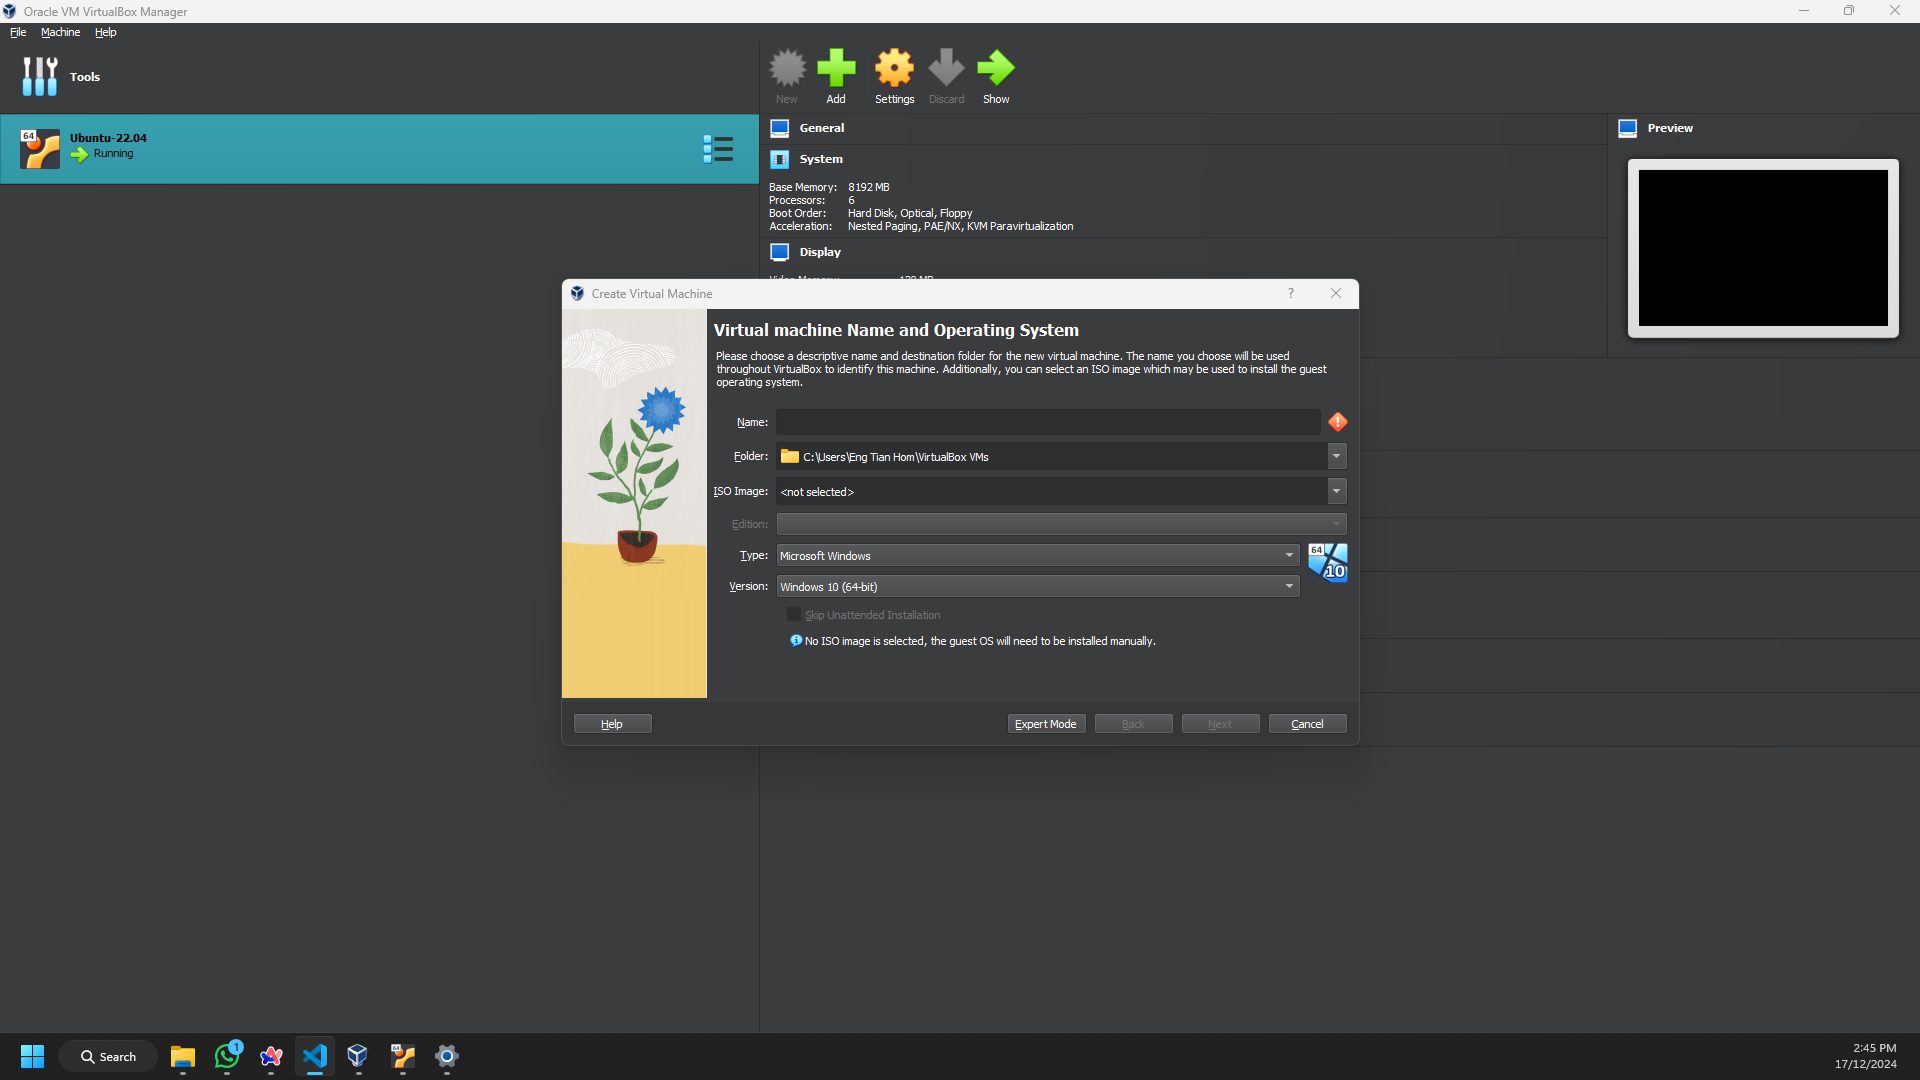 Oracle VM VirtualBox Manager
File Machine Help
Tools
New Add Settings Discard Show
64
Ubuntu-22.04
Running
General
System
Base Memory: 8192 MB
Processors: 6
Boot Order: Hard Disk, Optical, Floppy
Acceleration: Nested Paging, PAE/NX, KVM Paravirtualization
Display
Video Memory: 128 MB
Preview
Create Virtual Machine
?
Virtual machine Name and Operating System
Please choose a descriptive name and destination folder for the new virtual machine. The name you choose will be used
throughout VirtualBox to identify this machine. Additionally, you can select an ISO image which may be used to install the guest
operating system.
Name:
Folder: C:\Users\Eng Tian Hom\VirtualBox VMs
ISO Image: <not selected>
Edition:
Type: Microsoft Windows
64
10
Version: Windows 10 (64-bit)
Skip Unattended Installation
No ISO image is selected, the guest OS will need to be installed manually.
Help Expert Mode Back Next Cancel
Search
1
64
2:45 PM
17/12/2024